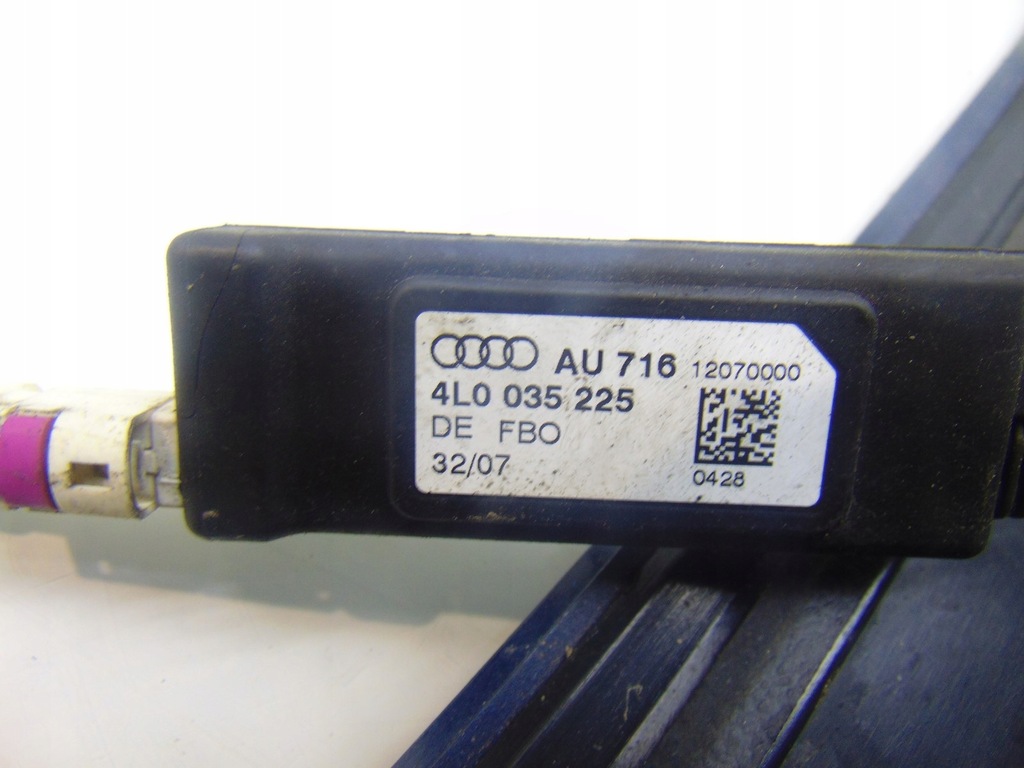 AU 716 12070000
4L0 035 225
DE FBO
32/07
0428